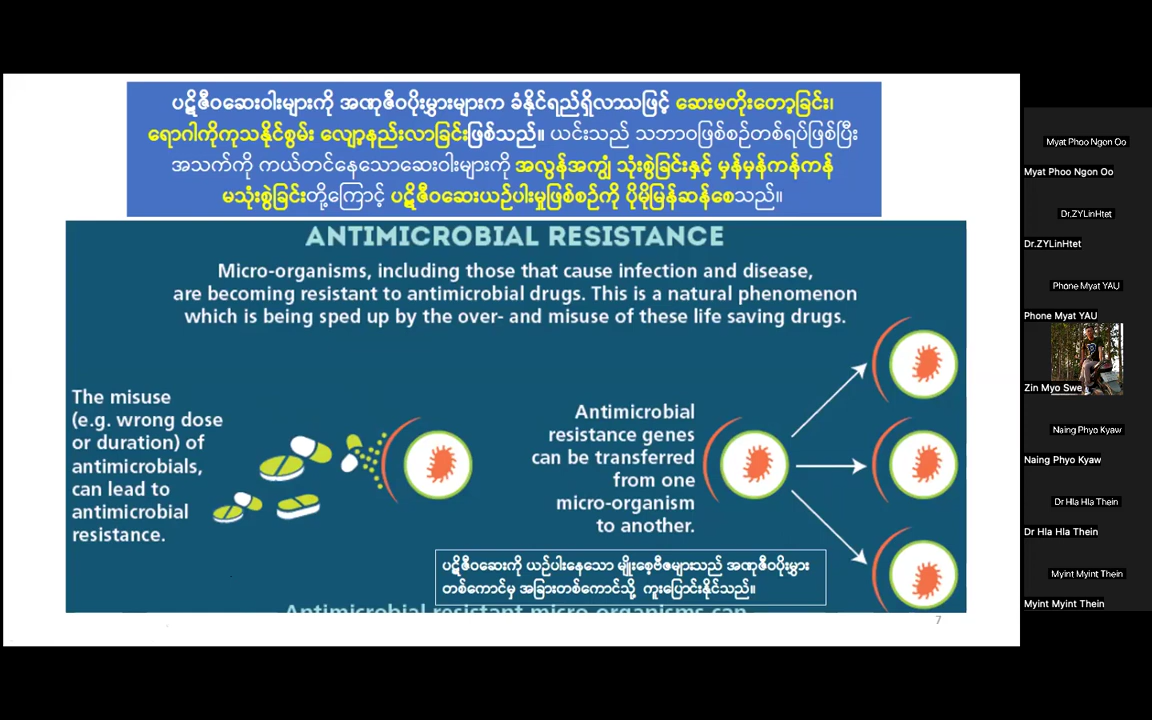 ပဋိဇီဝဆေးဝါးများကို အဏုဇီဝပိုးမွှားများက ခံနိုင်ရည်ရှိလာသဖြင့် ဆေးမတိုးတော့ခြင်း၊
ရောဂါကိုကုသနိုင်စွမ်း လျော့နည်းလာခြင်းဖြစ်သည်။ ယင်းသည် သဘာဝဖြစ်စဉ်တစ်ရပ်ဖြစ်ပြီး
အသက်ကို ကယ်တင်နေသောဆေးဝါးများကို အလွန်အကျွံ သုံးစွဲခြင်းနှင့် မှန်မှန်ကန်ကန်
မသုံးစွဲခြင်းတို့ကြောင့် ပဋိဇီဝဆေးယဉ်ပါးမှုဖြစ်စဉ်ကို ပိုမိုမြန်ဆန်စေသည်။
ANTIMICROBIAL RESISTANCE
Micro-organisms, including those that cause infection and disease,
are becoming resistant to antimicrobial drugs. This is a natural phenomenon
which is being sped up by the over- and misuse of these life saving drugs.
The misuse
(e.g. wrong dose
or duration) of
antimicrobials,
can lead to
antimicrobial
resistance.
Antimicrobial
resistance genes
can be transferred
from one
micro-organism
to another.
ပဋိဇီဝဆေးကို ယဉ်ပါးနေသော မျိုးစေ့ဗီဇများသည် အဏုဇီဝပိုးမွှား
တစ်ကောင်မှ အခြားတစ်ကောင်သို့ ကူးပြောင်းနိုင်သည်။
Antimicrobial resistant micro-organisms can
7
Myat Phoo Ngon Oo
Myat Phoo Ngon Oo
Dr.ZYLinHtet
Dr.ZYLinHtet
Phone Myat YAU
Phone Myat YAU
Zin Myo Swe
Naing Phyo Kyaw
Naing Phyo Kyaw
Dr Hla Hla Thein
Dr Hla Hla Thein
Myint Myint Thein
Myint Myint Thein